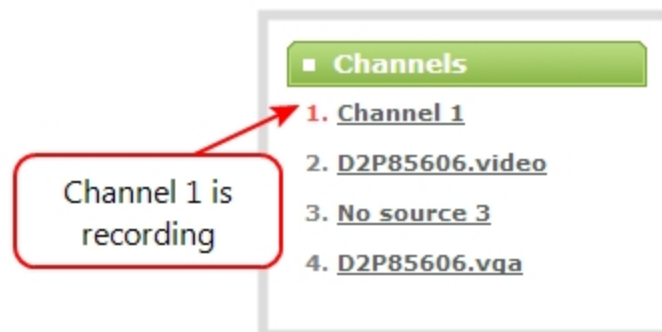 Channels
1. Channel 1
2. D2P85606.video
3. No source 3
4. D2P85606.vga
Channel 1 is
recording